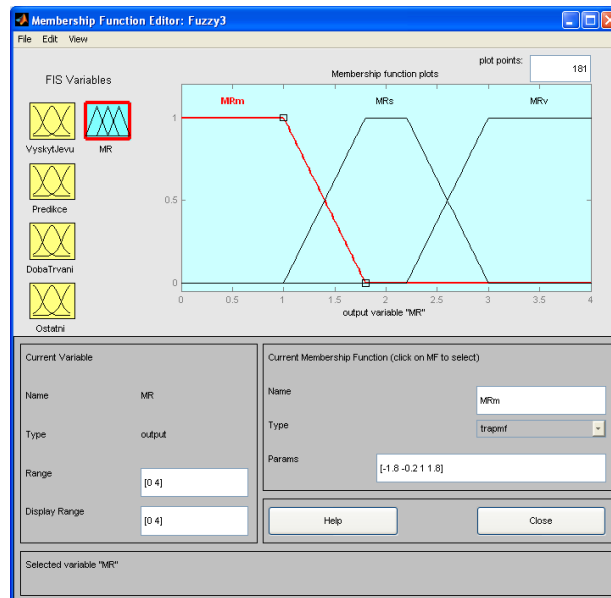 Membership Function Editor: Fuzzy3
File Edit View
FIS Variables
VyskytJevu
MR
Predikce
DobaTrvani
Ostatni
plot points:
181
Membership function plots
MRm MRs MRv
1
0.5
0
0 0.5 1 1.5 2 2.5 3 3.5 4
output variable "MR"
Current Variable
Name MR
Type output
Range [0 4]
Display Range [0 4]
Current Membership Function (click on MF to select)
Name MRm
Type trapmf
Params [-1.8 -0.2 1 1.8]
Help Close
Selected variable "MR"